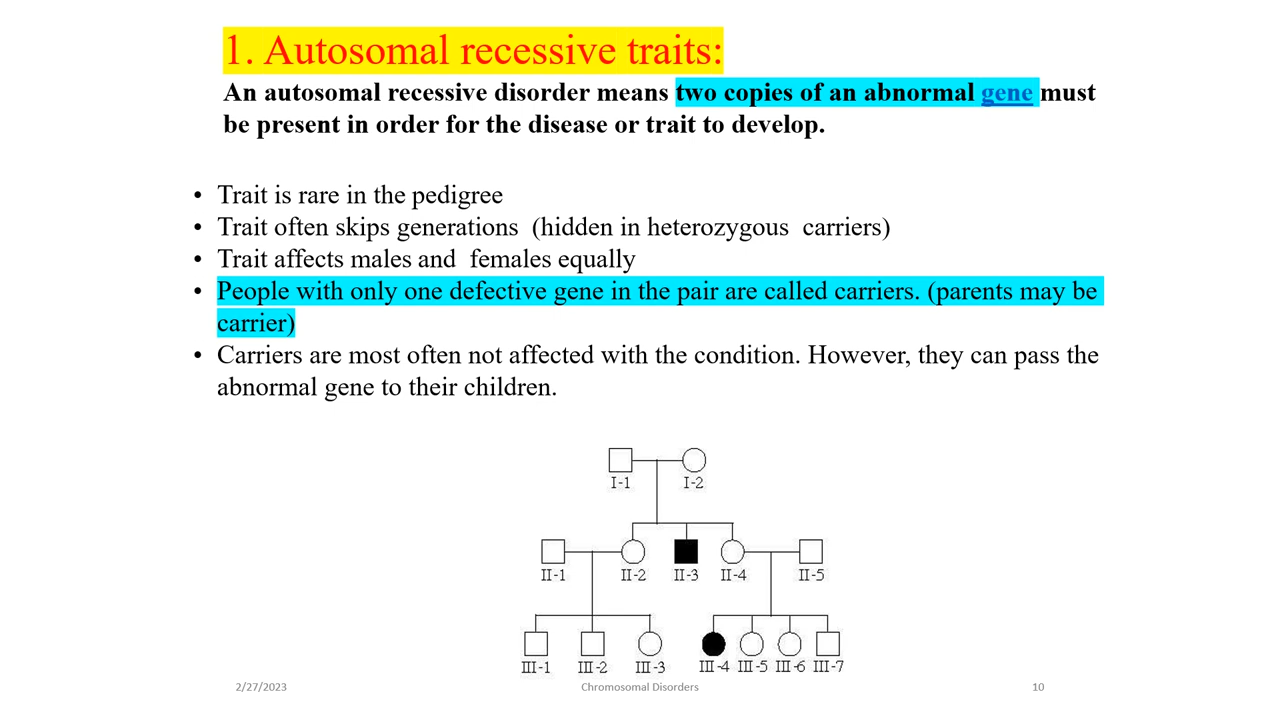 1. Autosomal recessive traits:
An autosomal recessive disorder means two copies of an abnormal gene must
be present in order for the disease or trait to develop.
• Trait is rare in the pedigree
• Trait often skips generations  (hidden in heterozygous  carriers)
• Trait affects males and  females equally
• People with only one defective gene in the pair are called carriers. (parents may be
carrier)
• Carriers are most often not affected with the condition. However, they can pass the
abnormal gene to their children.
I-1 I-2
II-1 II-2 II-3 II-4 II-5
III-1 III-2 III-3 III-4 III-5 III-6 III-7
2/27/2023 Chromosomal Disorders 10